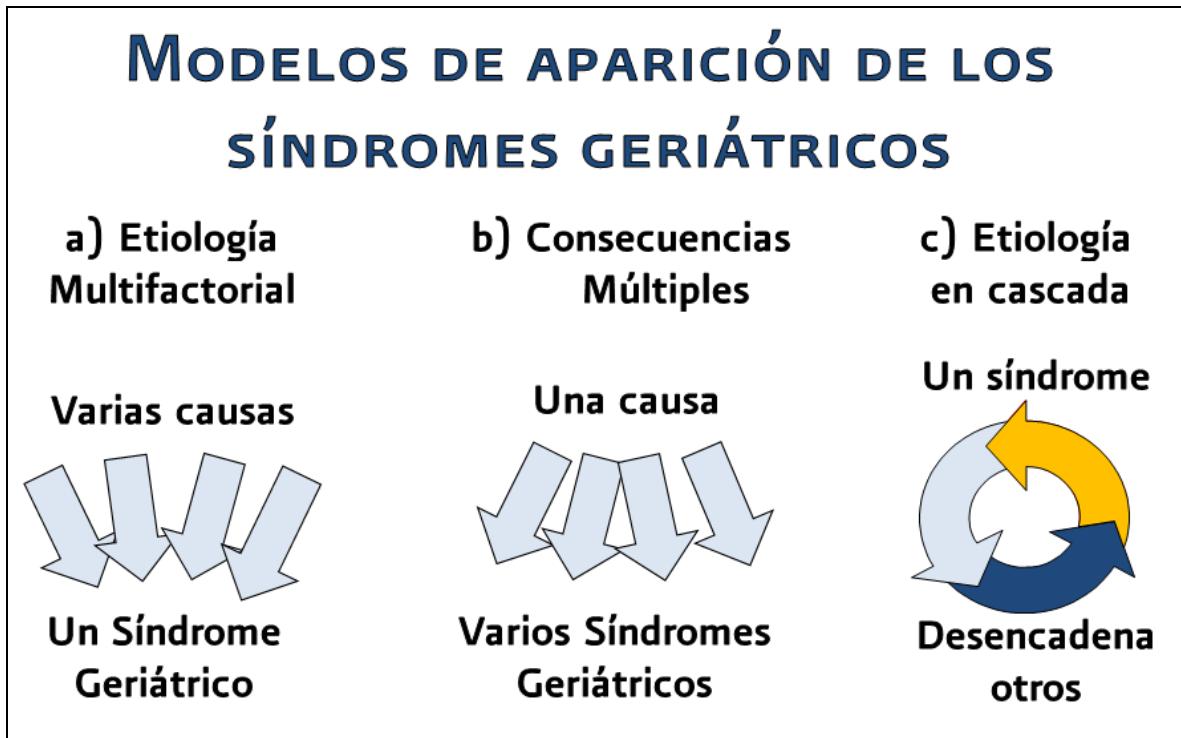 MODELOS DE APARICIÓN DE LOS
SÍNDROMES GERIÁTRICOS
a) Etiología
Multifactorial
Varias causas
Un Síndrome
Geriátrico
b) Consecuencias
Múltiples
Una causa
Varios Síndromes
Geriátricos
c) Etiología
en cascada
Un síndrome
Desencadena
otros